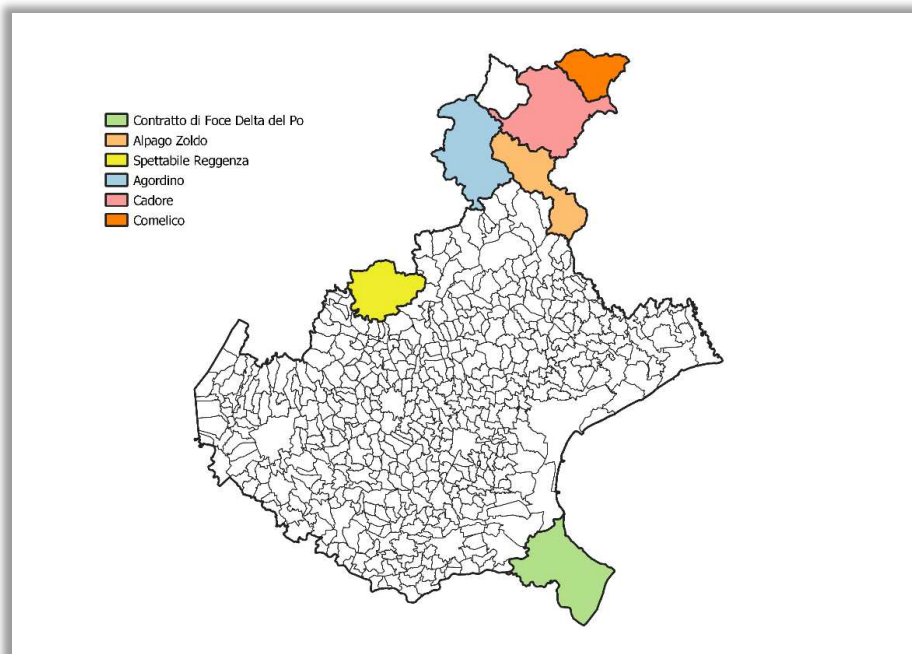 Contratto di Foce Delta del Po
Alpago Zoldo
Spettabile Reggenza
Agordino
Cadore
Comelico